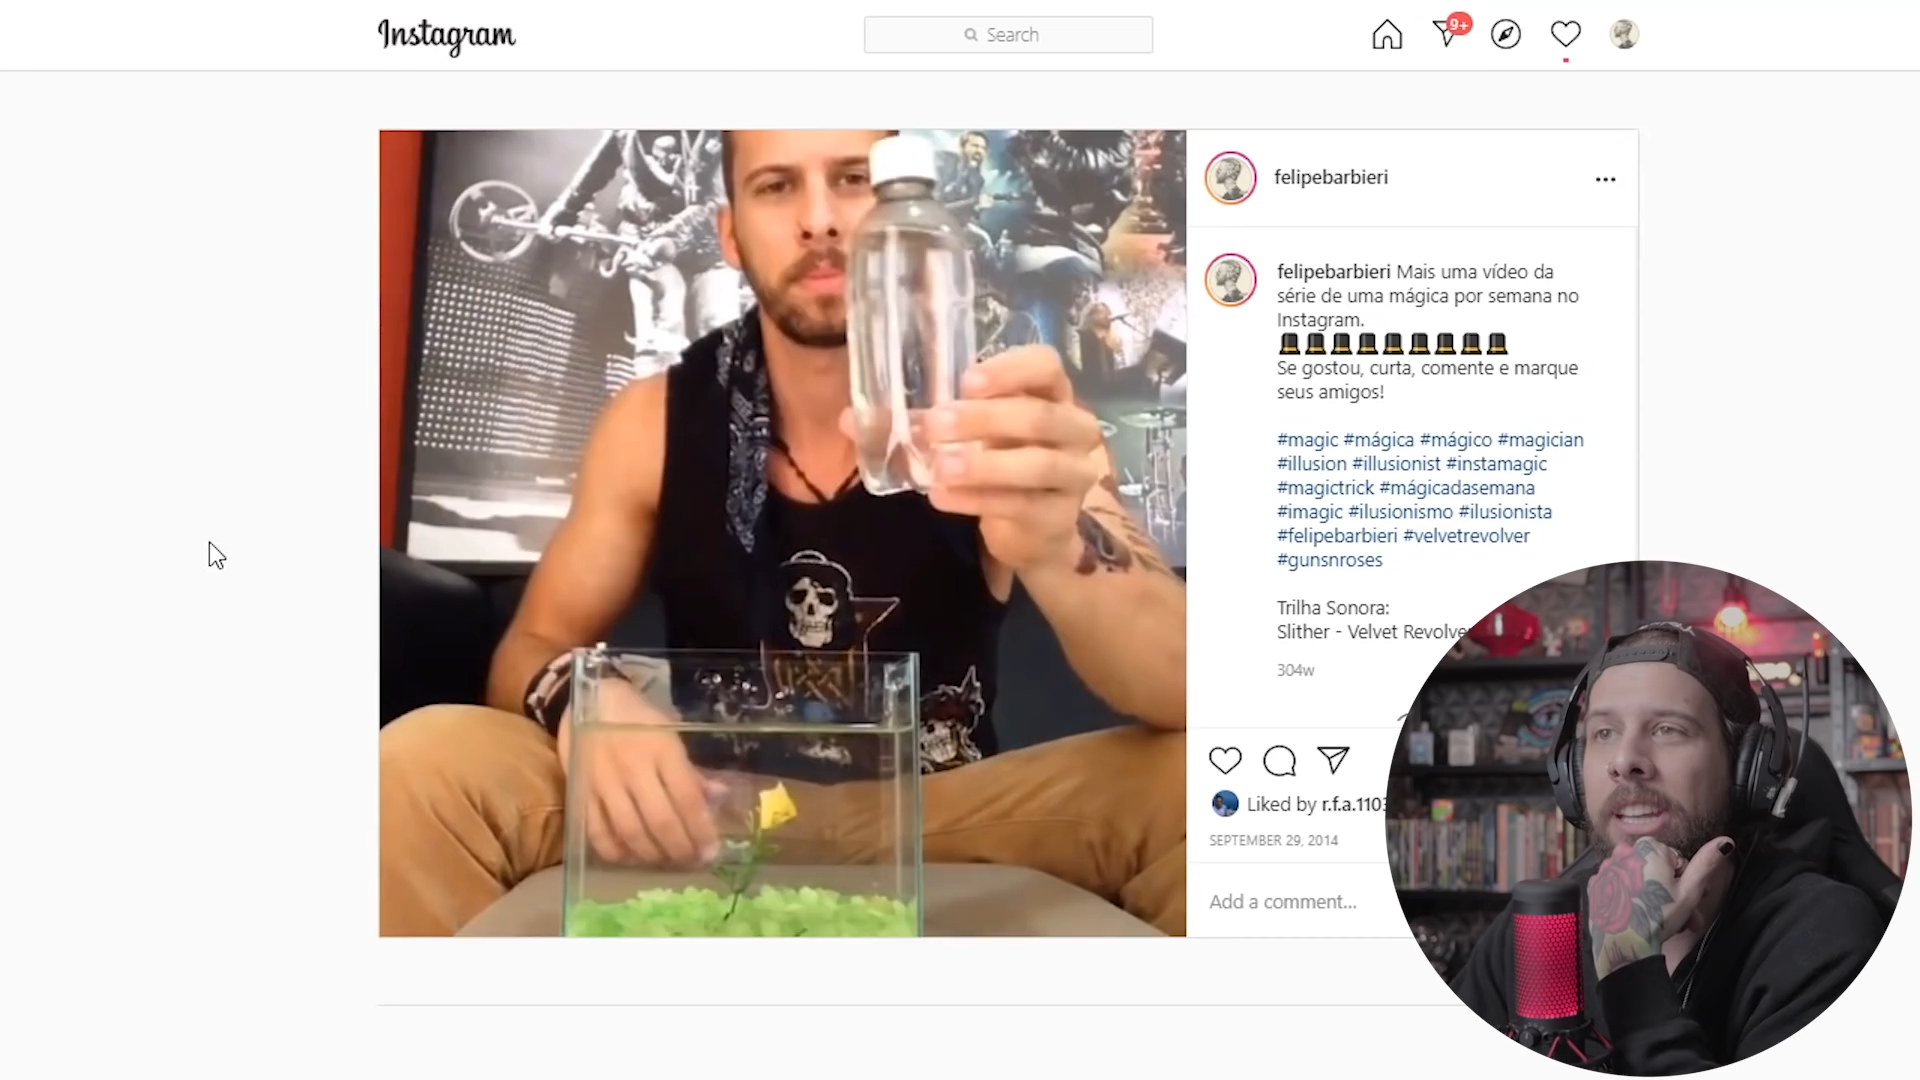 Instagram
Search
9+
felipebarbieri
felipebarbieri Mais uma vídeo da
série de uma mágica por semana no
Instagram.
Se gostou, curta, comente e marque
seus amigos!
#magic #mágica #mágico #magician
#illusion #illusionist #instamagic
#magictrick #mágicadasemana
#imagic #ilusionismo #ilusionista
#felipebarbieri #velvetrevolver
#gunsnroses
Trilha Sonora:
Slither - Velvet Revolve
304w
Liked by r.f.a.1103
SEPTEMBER 29, 2014
Add a comment...